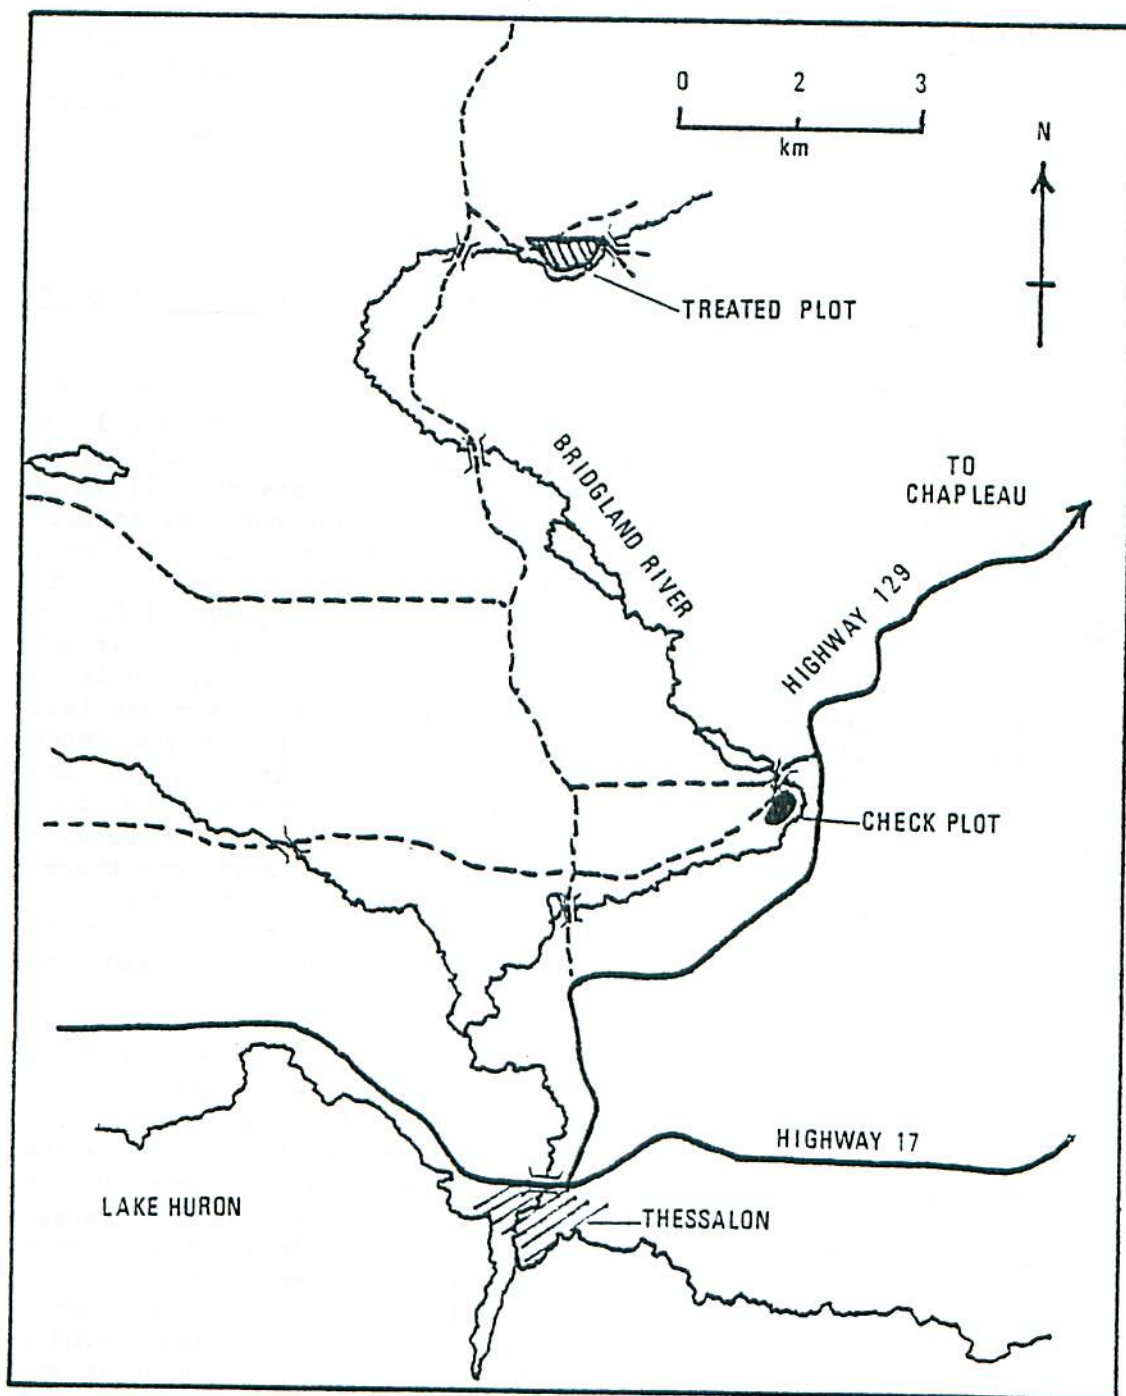 0 2 3
km
N
TREATED PLOT
BRIDGLAND RIVER
TO
CHAPLEAU
HIGHWAY 129
CHECK PLOT
HIGHWAY 17
LAKE HURON
THESSALON